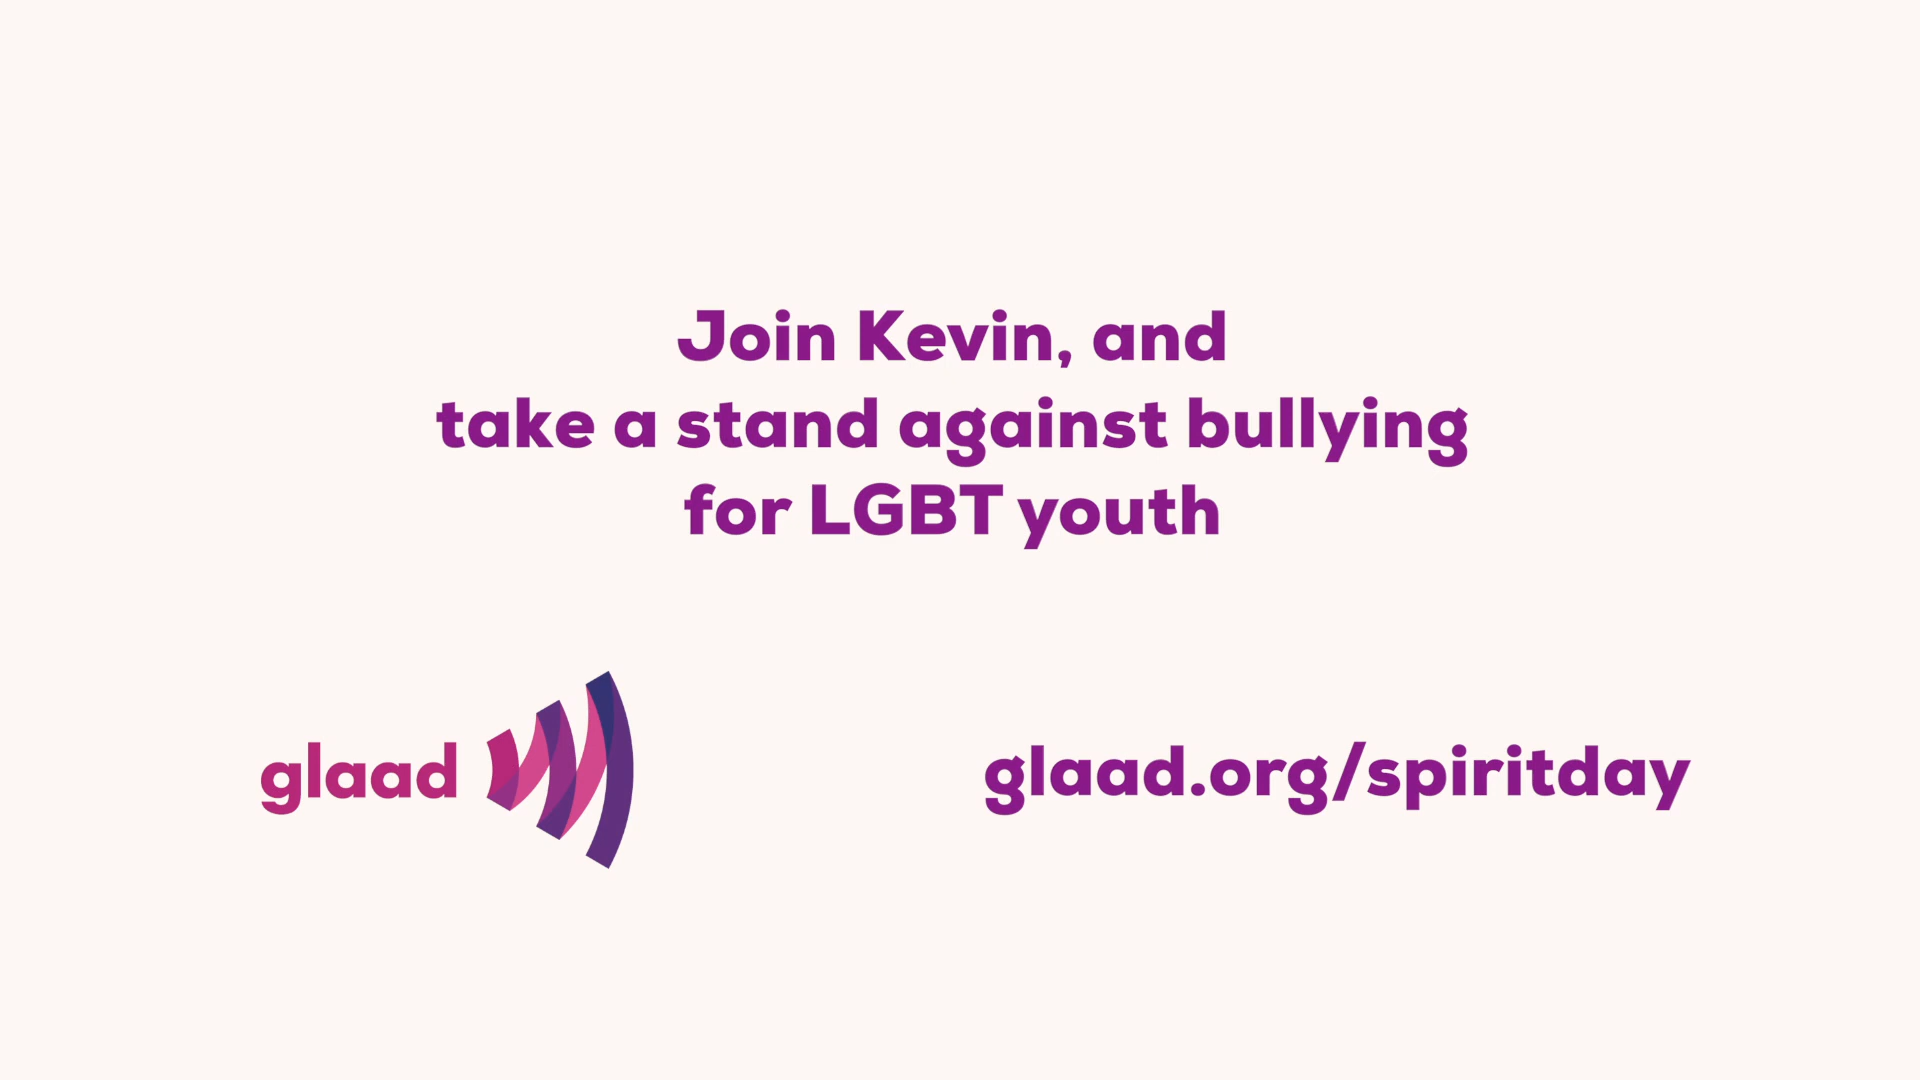 Join Kevin, and
take a stand against bullying
for LGBT youth
glaad
glaad.org/spiritday